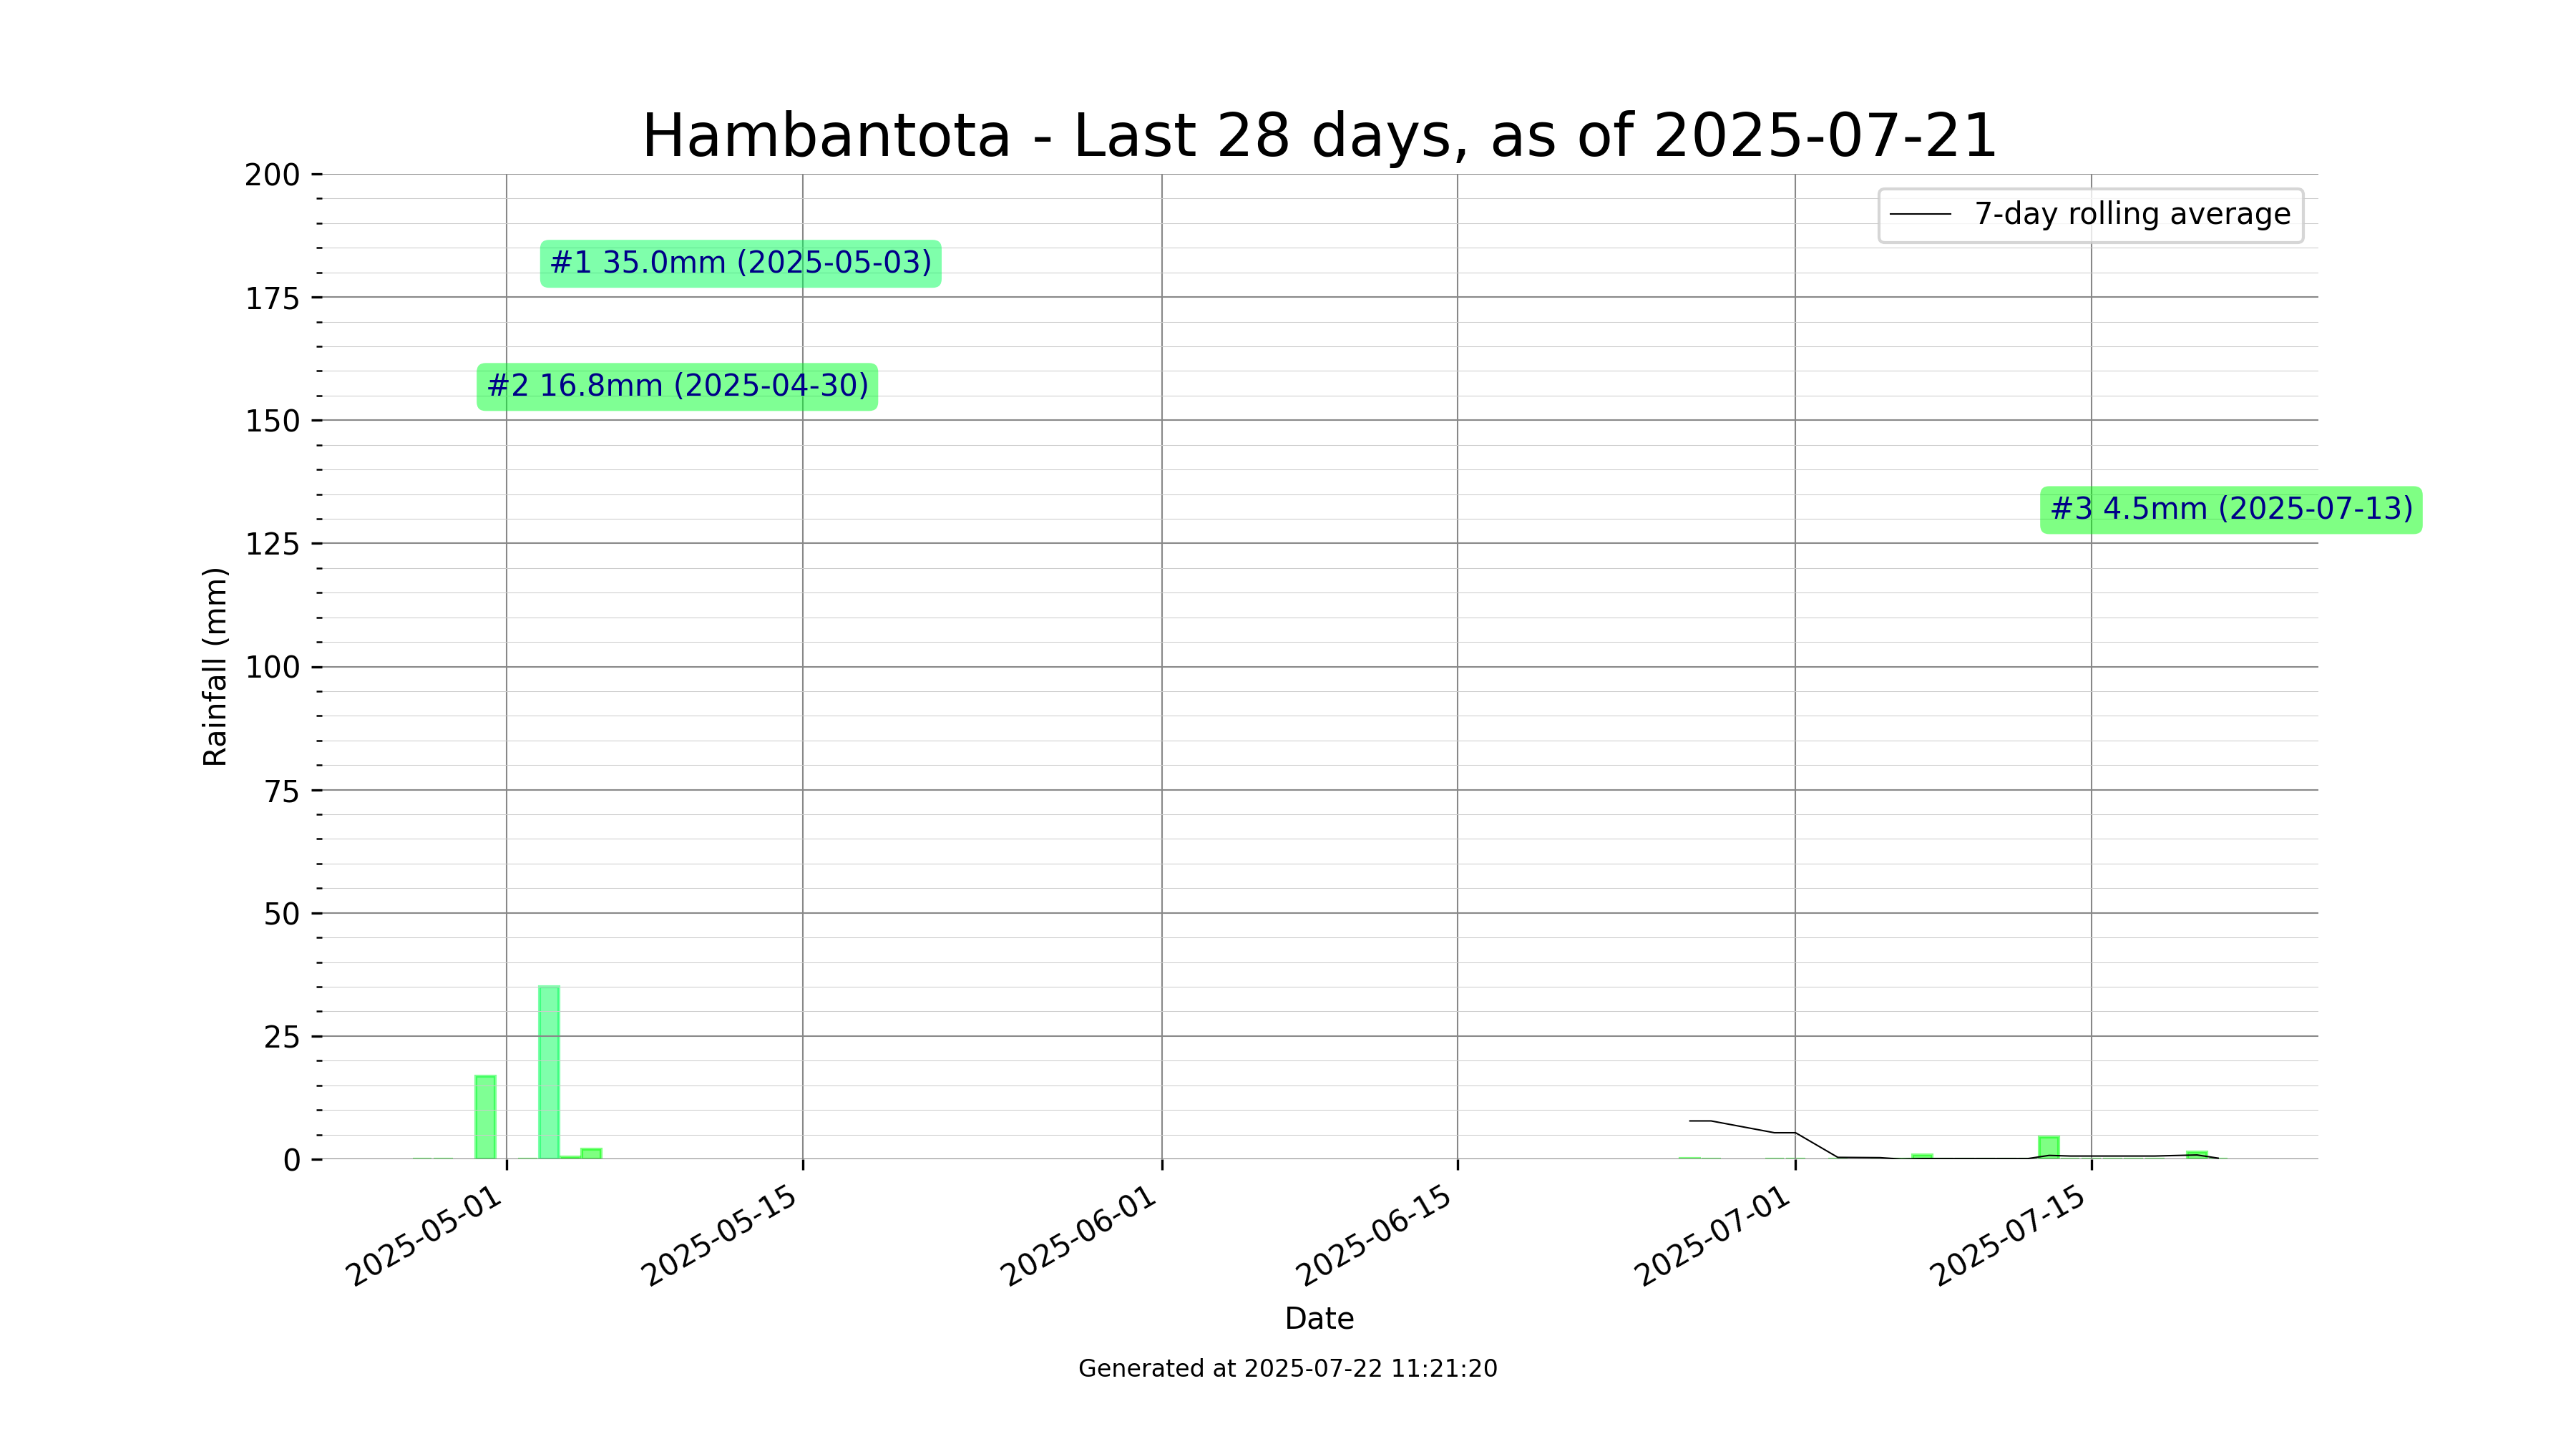 Hambantota - Last 28 days, as of 2025-07-21
7-day rolling average
#1 35.0mm (2025-05-03)
#2 16.8mm (2025-04-30)
#3 4.5mm (2025-07-13)
Rainfall (mm)
200
175
150
125
100
75
50
25
0
2025-05-01
2025-05-15
2025-06-01
2025-06-15
2025-07-01
2025-07-15
Date
Generated at 2025-07-22 11:21:20